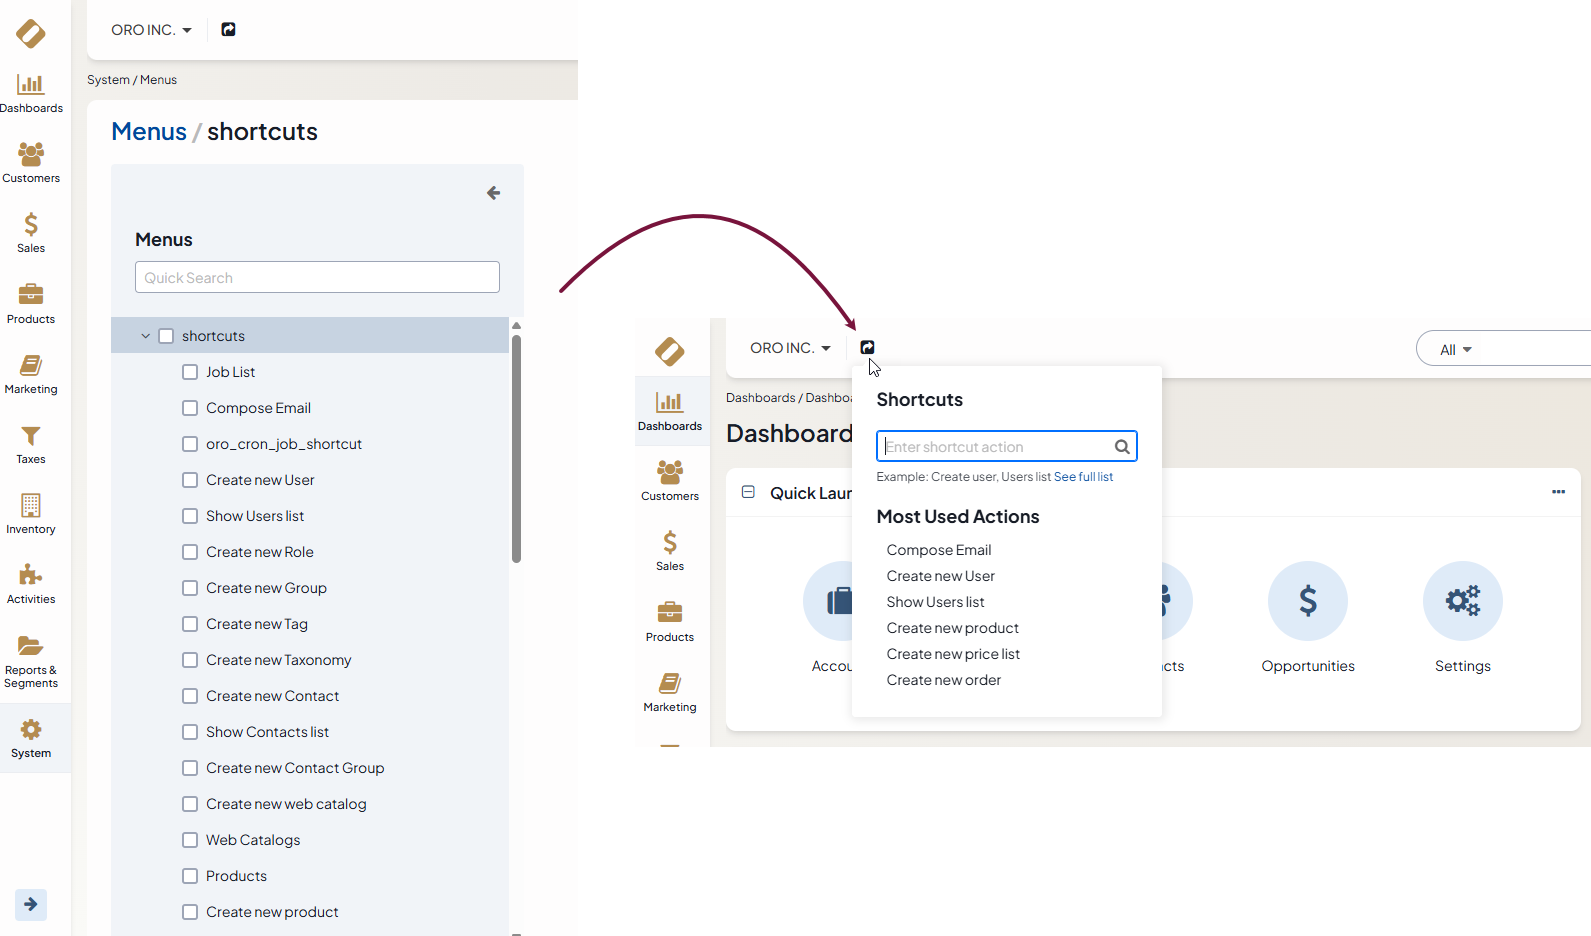 ORO INC.
System / Menus
Menus / shortcuts
Menus
Quick Search
shortcuts
Job List
Compose Email
oro_cron_job_shortcut
Create new User
Show Users list
Create new Role
Create new Group
Create new Tag
Create new Taxonomy
Create new Contact
Show Contacts list
Create new Contact Group
Create new web catalog
Web Catalogs
Products
Create new product
Dashboards
Customers
Sales
Products
Marketing
Taxes
Inventory
Activities
Reports &
Segments
System
ORO INC.
All
Dashboards / Dashboa
Dashboard
Shortcuts
Enter shortcut action
Example: Create user, Users list See full list
Most Used Actions
Compose Email
Create new User
Show Users list
Create new product
Create new price list
Create new order
Quick Laun
Accou
cts
Opportunities
Settings
Dashboards
Customers
Sales
Products
Marketing